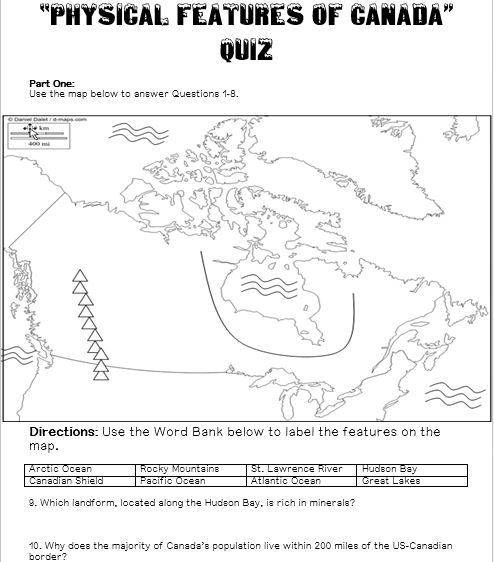 "PHYSICAL FEATURES OF CANADA"
QUIZ
Part One:
Use the map below to answer Questions 1-8.
© Daniel Dalet / d-maps.com
km
400 mi
Directions: Use the Word Bank below to label the features on the
map.
Arctic Ocean Rocky Mountains St. Lawrence River Hudson Bay
Canadian Shield Pacific Ocean Atlantic Ocean Great Lakes
9. Which landform, located along the Hudson Bay, is rich in minerals?
10. Why does the majority of Canada's population live within 200 miles of the US-Canadian
border?